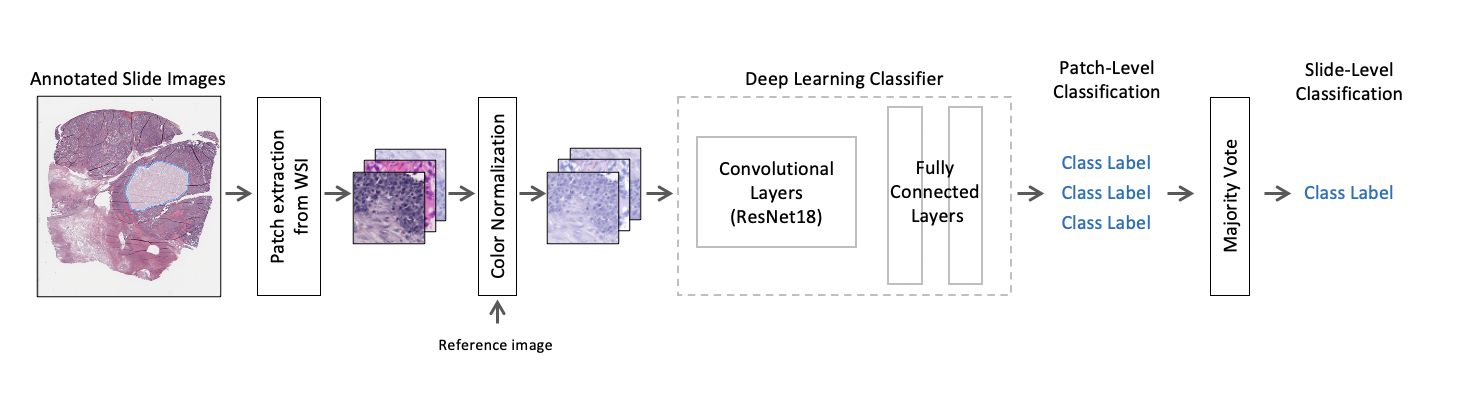 Annotated Slide Images
Patch extraction
from WSI
Color Normalization
Reference image
Deep Learning Classifier
Convolutional
Layers
(ResNet18)
Fully
Connected
Layers
Patch-Level
Classification
Class Label
Class Label
Class Label
Majority Vote
Slide-Level
Classification
Class Label